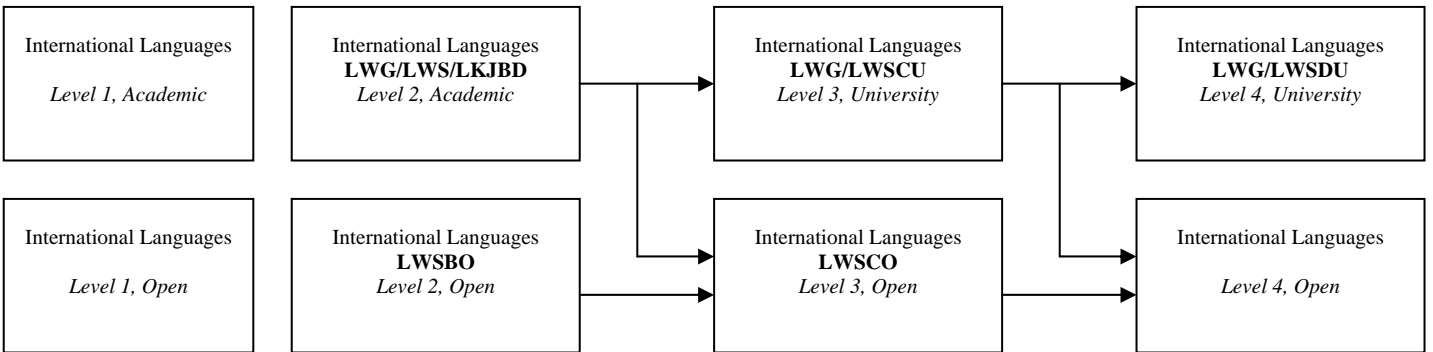 International Languages
Level 1, Academic
International Languages
LWG/LWS/LKJBD
Level 2, Academic
International Languages
LWG/LWSCU
Level 3, University
International Languages
LWG/LWSDU
Level 4, University
International Languages
Level 1, Open
International Languages
LWSBO
Level 2, Open
International Languages
LWSCO
Level 3, Open
International Languages
Level 4, Open